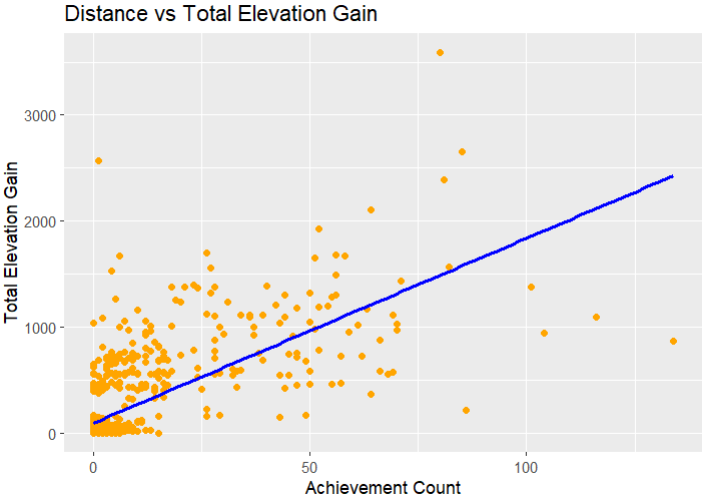 Distance vs Total Elevation Gain
3000
2000
1000
0
Total Elevation Gain
0 50 100
Achievement Count